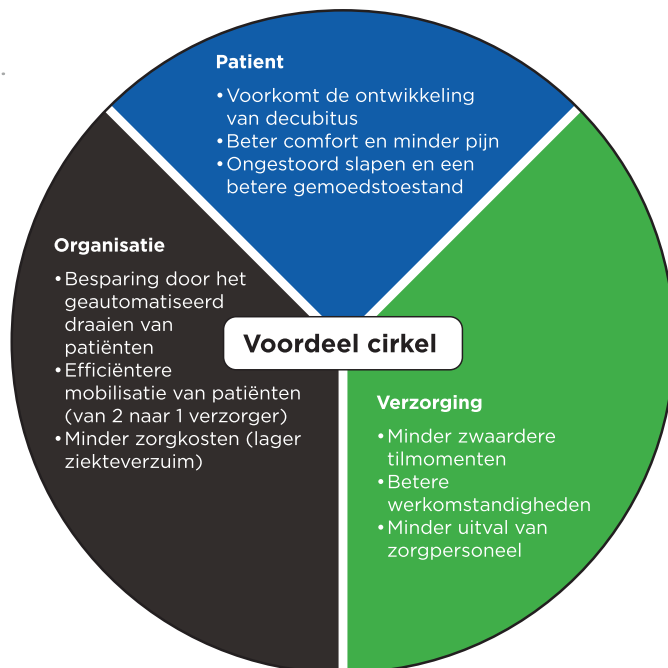 Patient
•Voorkomt de ontwikkeling
van decubitus
•Beter comfort en minder pijn
•Ongestoord slapen en een
betere gemoedstoestand
Organisatie
•Besparing door het
geautomatiseerd
draaien van
patiënten
•Efficiëntere
mobilisatie van patiënten
(van 2 naar 1 verzorger)
•Minder zorgkosten (lager
ziekteverzuim)
Voordeel cirkel
Verzorging
•Minder zwaardere
tilmomenten
•Betere
werkomstandigheden
•Minder uitval van
zorgpersoneel